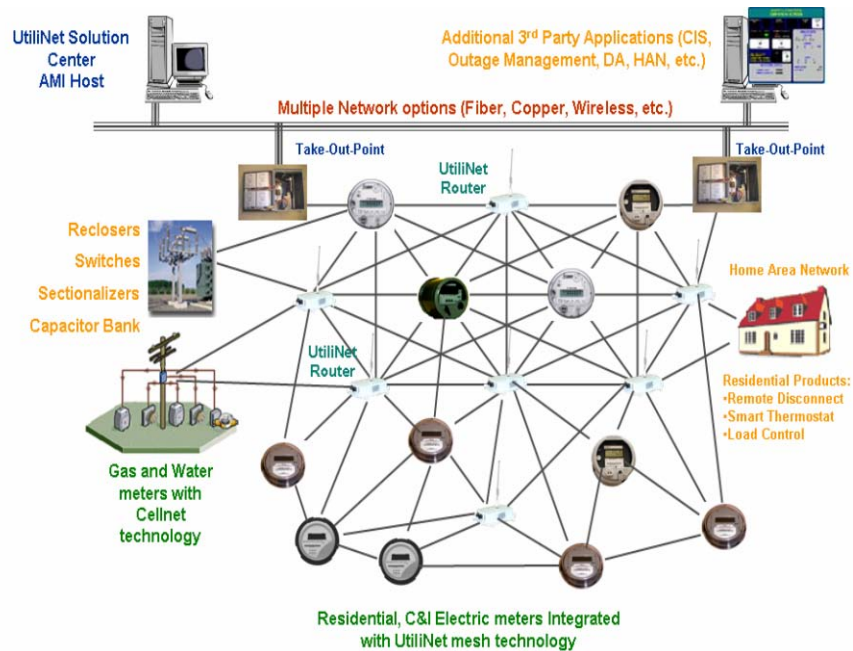 UtiliNet Solution
Center
AMI Host
Additional 3rd Party Applications (CIS,
Outage Management, DA, HAN, etc.)
Multiple Network options (Fiber, Copper, Wireless, etc.)
Take-Out-Point
UtiliNet
Router
Take-Out-Point
Reclosers
Switches
Sectionalizers
Capacitor Bank
Home Area Network
UtiliNet
Router
Residential Products:
•Remote Disconnect
•Smart Thermostat
•Load Control
Gas and Water
meters with
Cellnet
technology
Residential, C&I Electric meters Integrated
with UtiliNet mesh technology